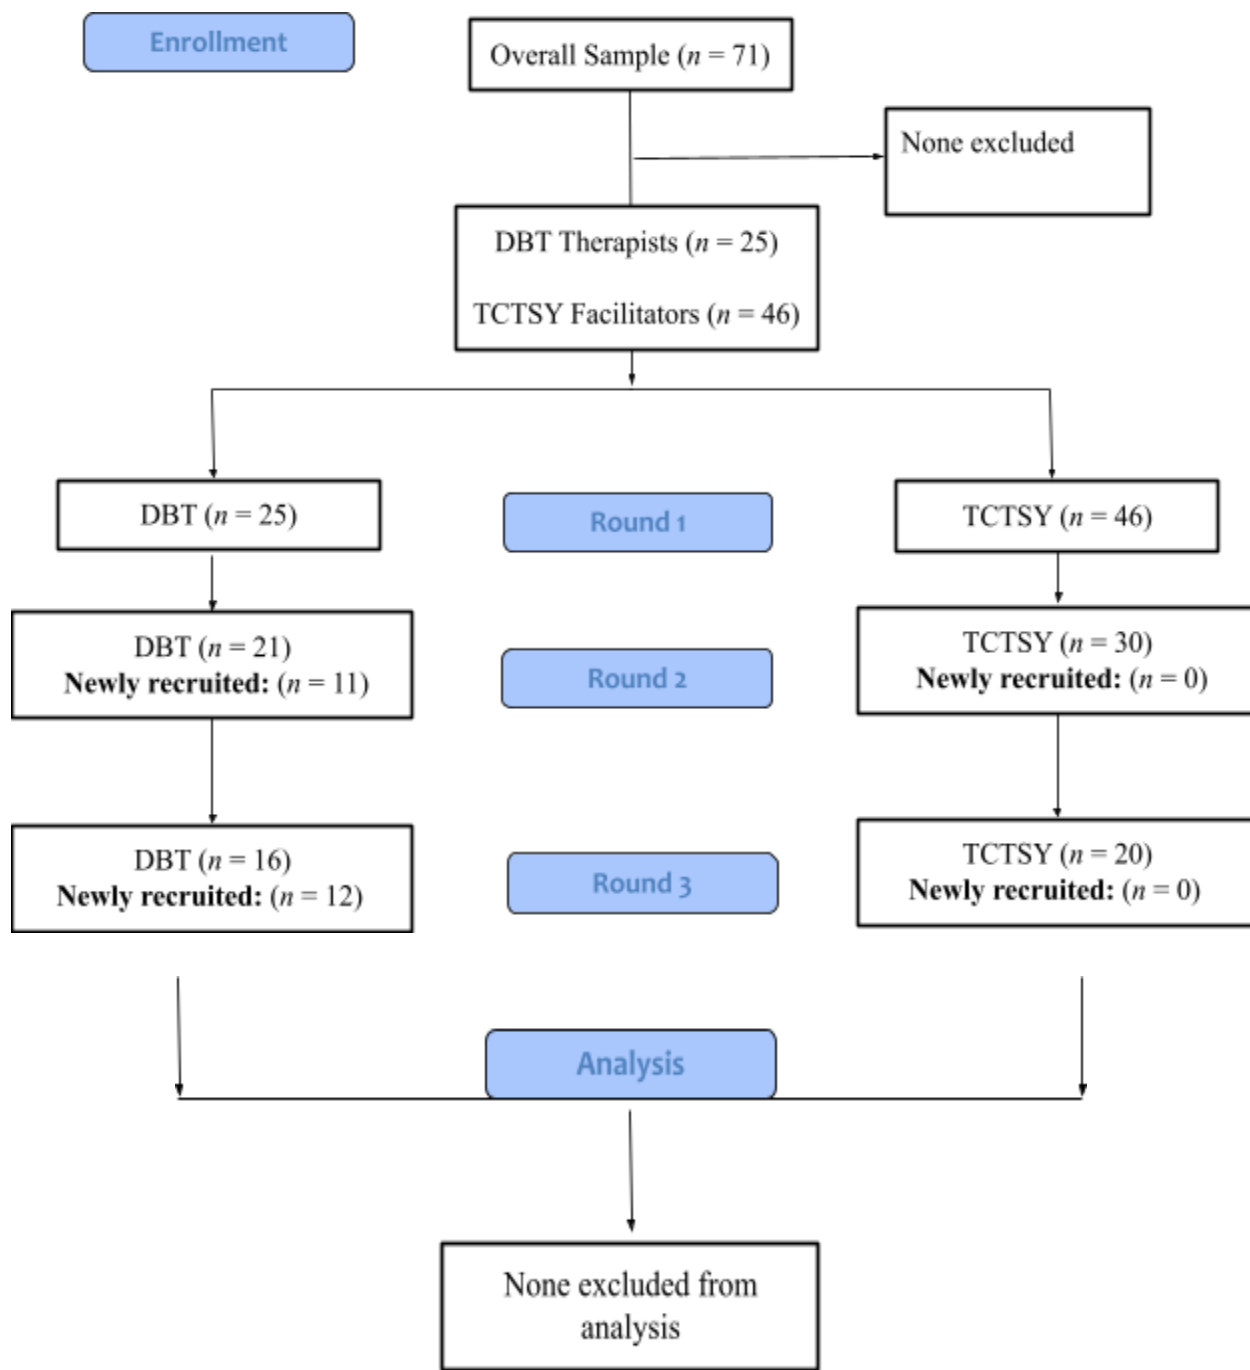 Enrollment
Overall Sample (n = 71)
None excluded
DBT Therapists (n = 25)
TCTSY Facilitators (n = 46)
DBT (n = 25)
Round 1
TCTSY (n = 46)
DBT (n = 21)
Newly recruited: (n = 11)
Round 2
TCTSY (n = 30)
Newly recruited: (n = 0)
DBT (n = 16)
Newly recruited: (n = 12)
Round 3
TCTSY (n = 20)
Newly recruited: (n = 0)
Analysis
None excluded from
analysis